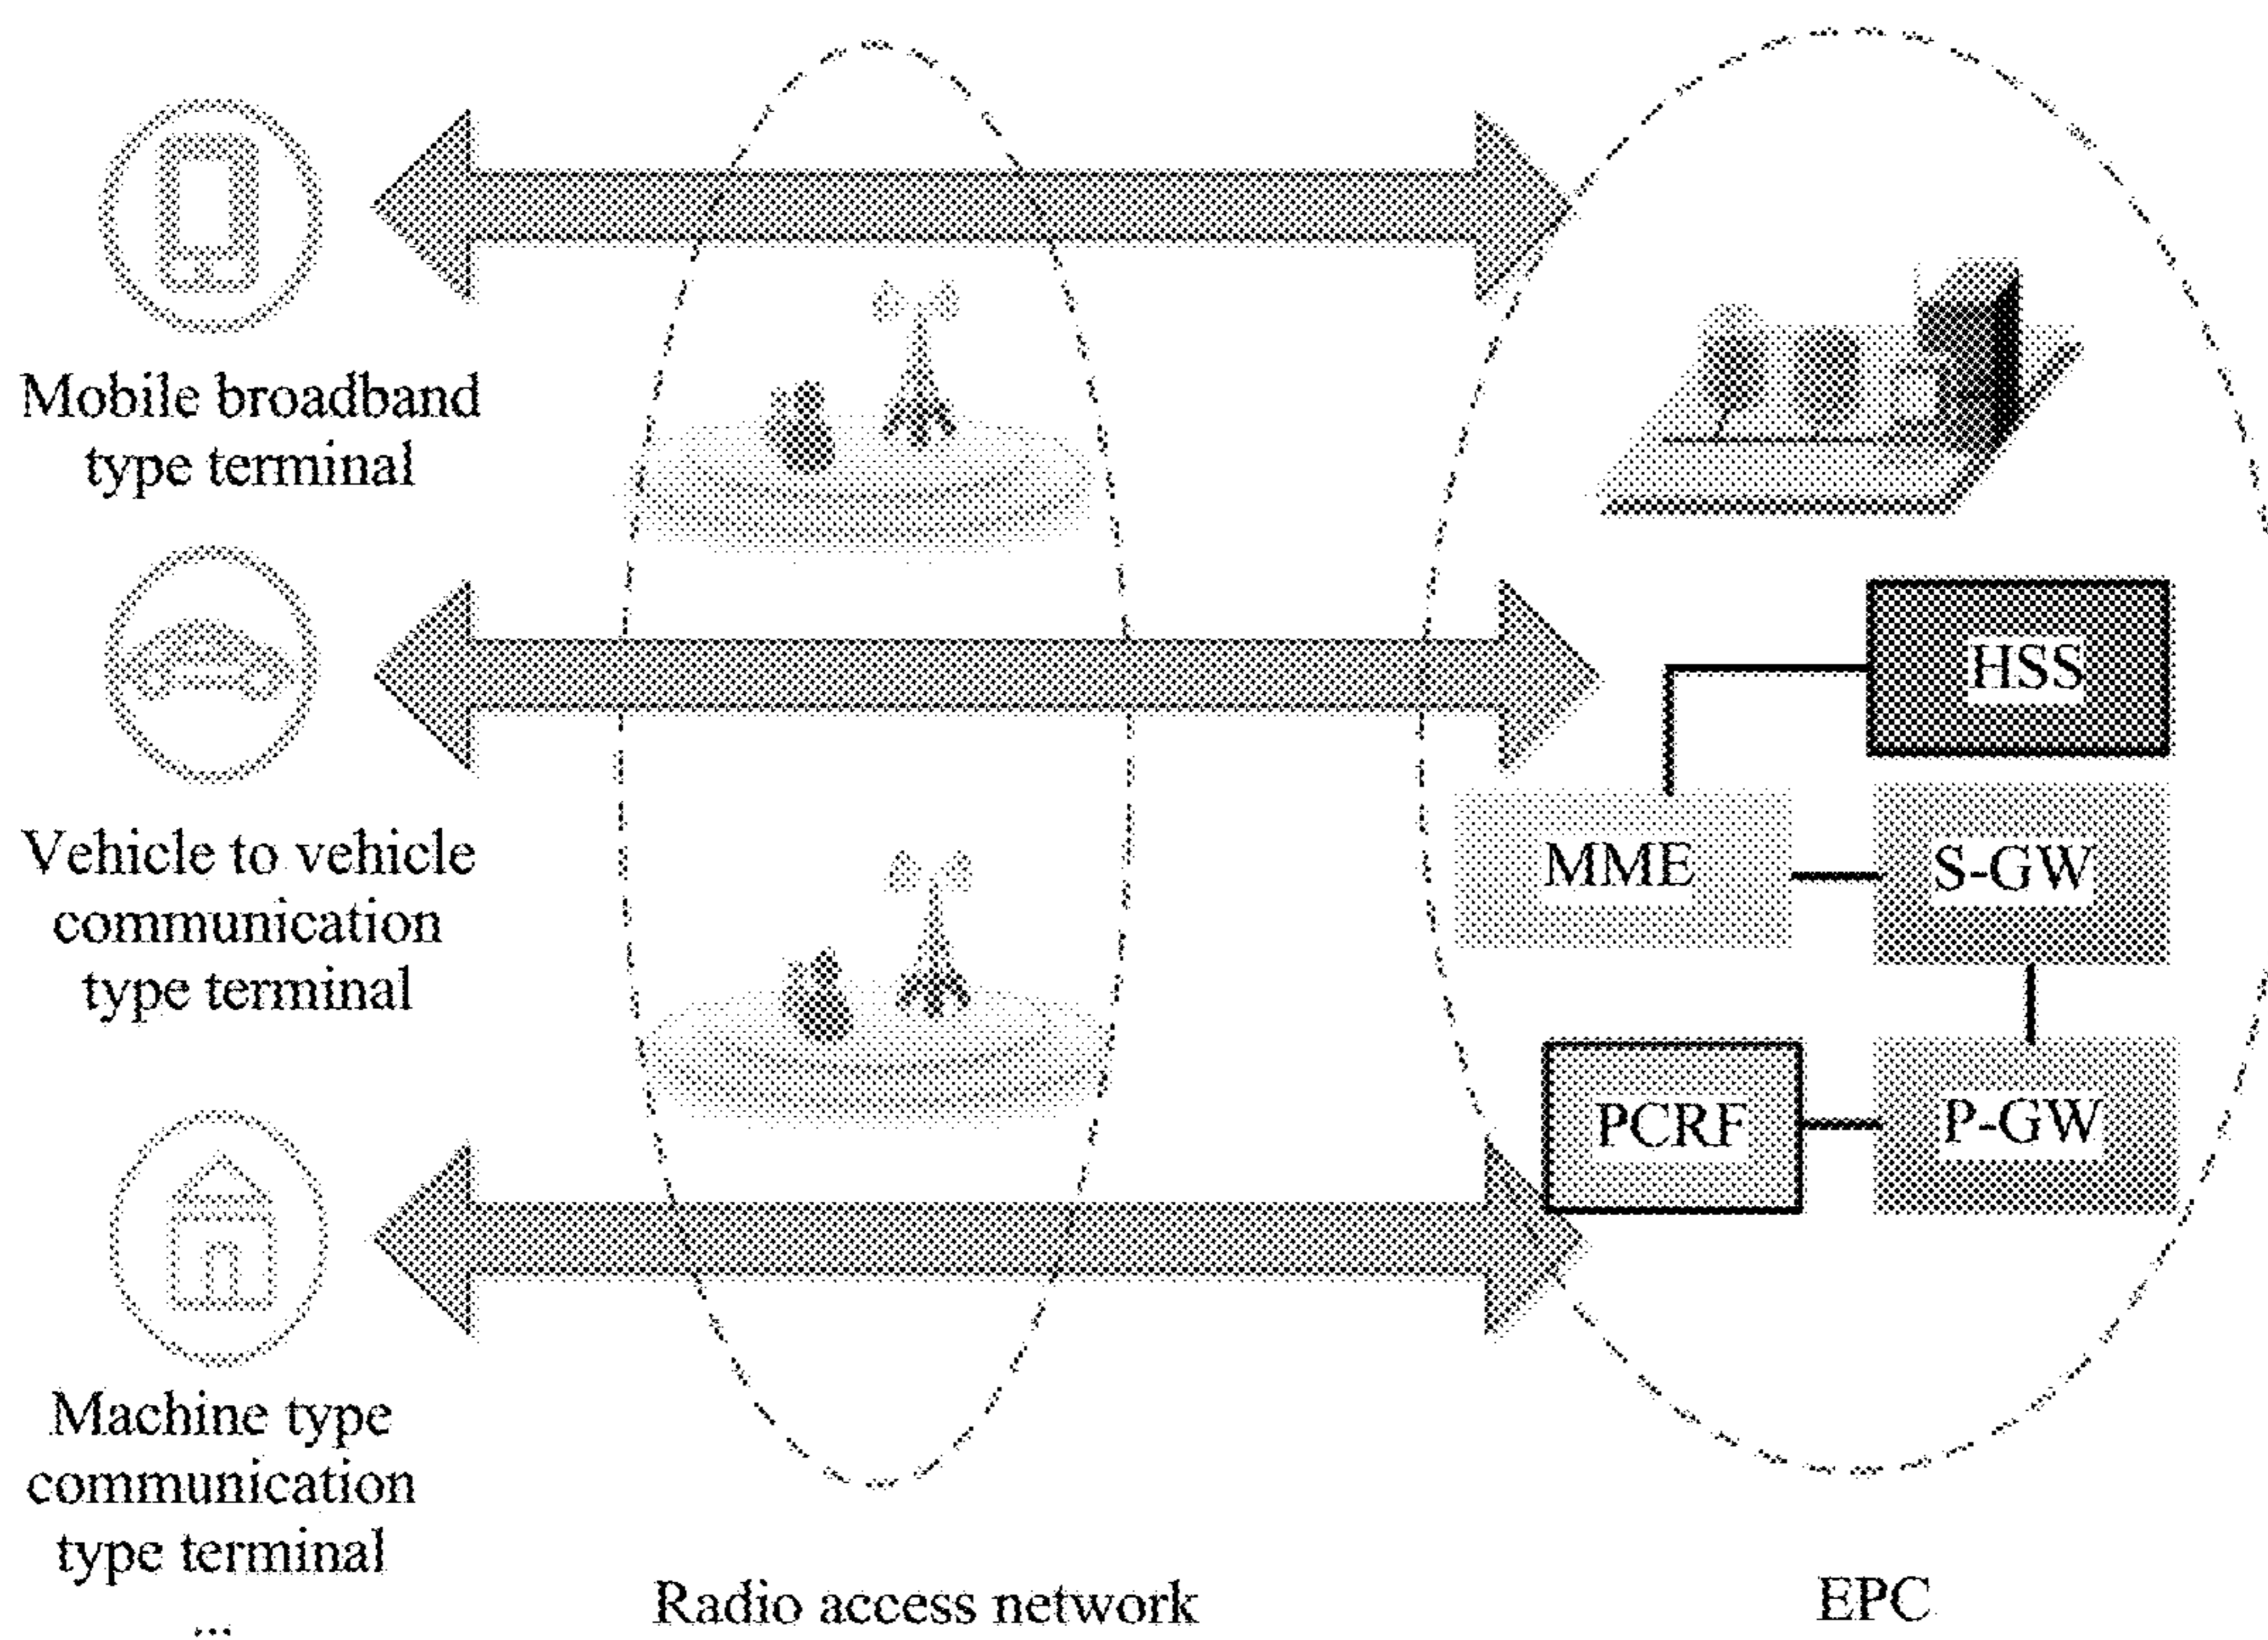 Mobile broadband
type terminal
Vehicle to vehicle
communication
type terminal
Machine type
communication
type terminal
...
Radio access network
HSS
MME
S-GW
PCRF
P-GW
EPC